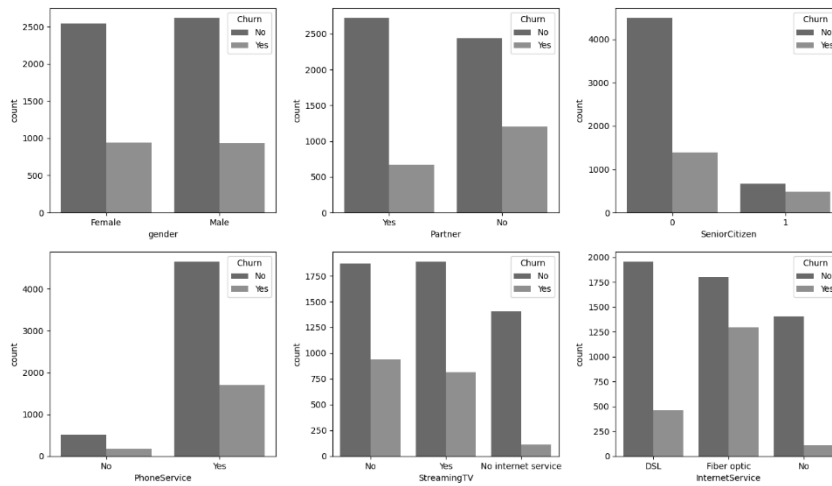 Churn
No
Yes
2500
2000
1500
1000
500
0
count
Female Male
gender
Churn
No
Yes
2500
2000
1500
1000
500
0
count
Yes No
Partner
Churn
No
Yes
4000
3000
2000
1000
0
count
0 1
SeniorCitizen
Churn
No
Yes
4000
3000
2000
1000
0
count
No Yes
PhoneService
Churn
No
Yes
1750
1500
1250
1000
750
500
250
0
count
No Yes No internet service
StreamingTV
Churn
No
Yes
2000
1750
1500
1250
1000
750
500
250
0
count
DSL Fiber optic No
InternetService